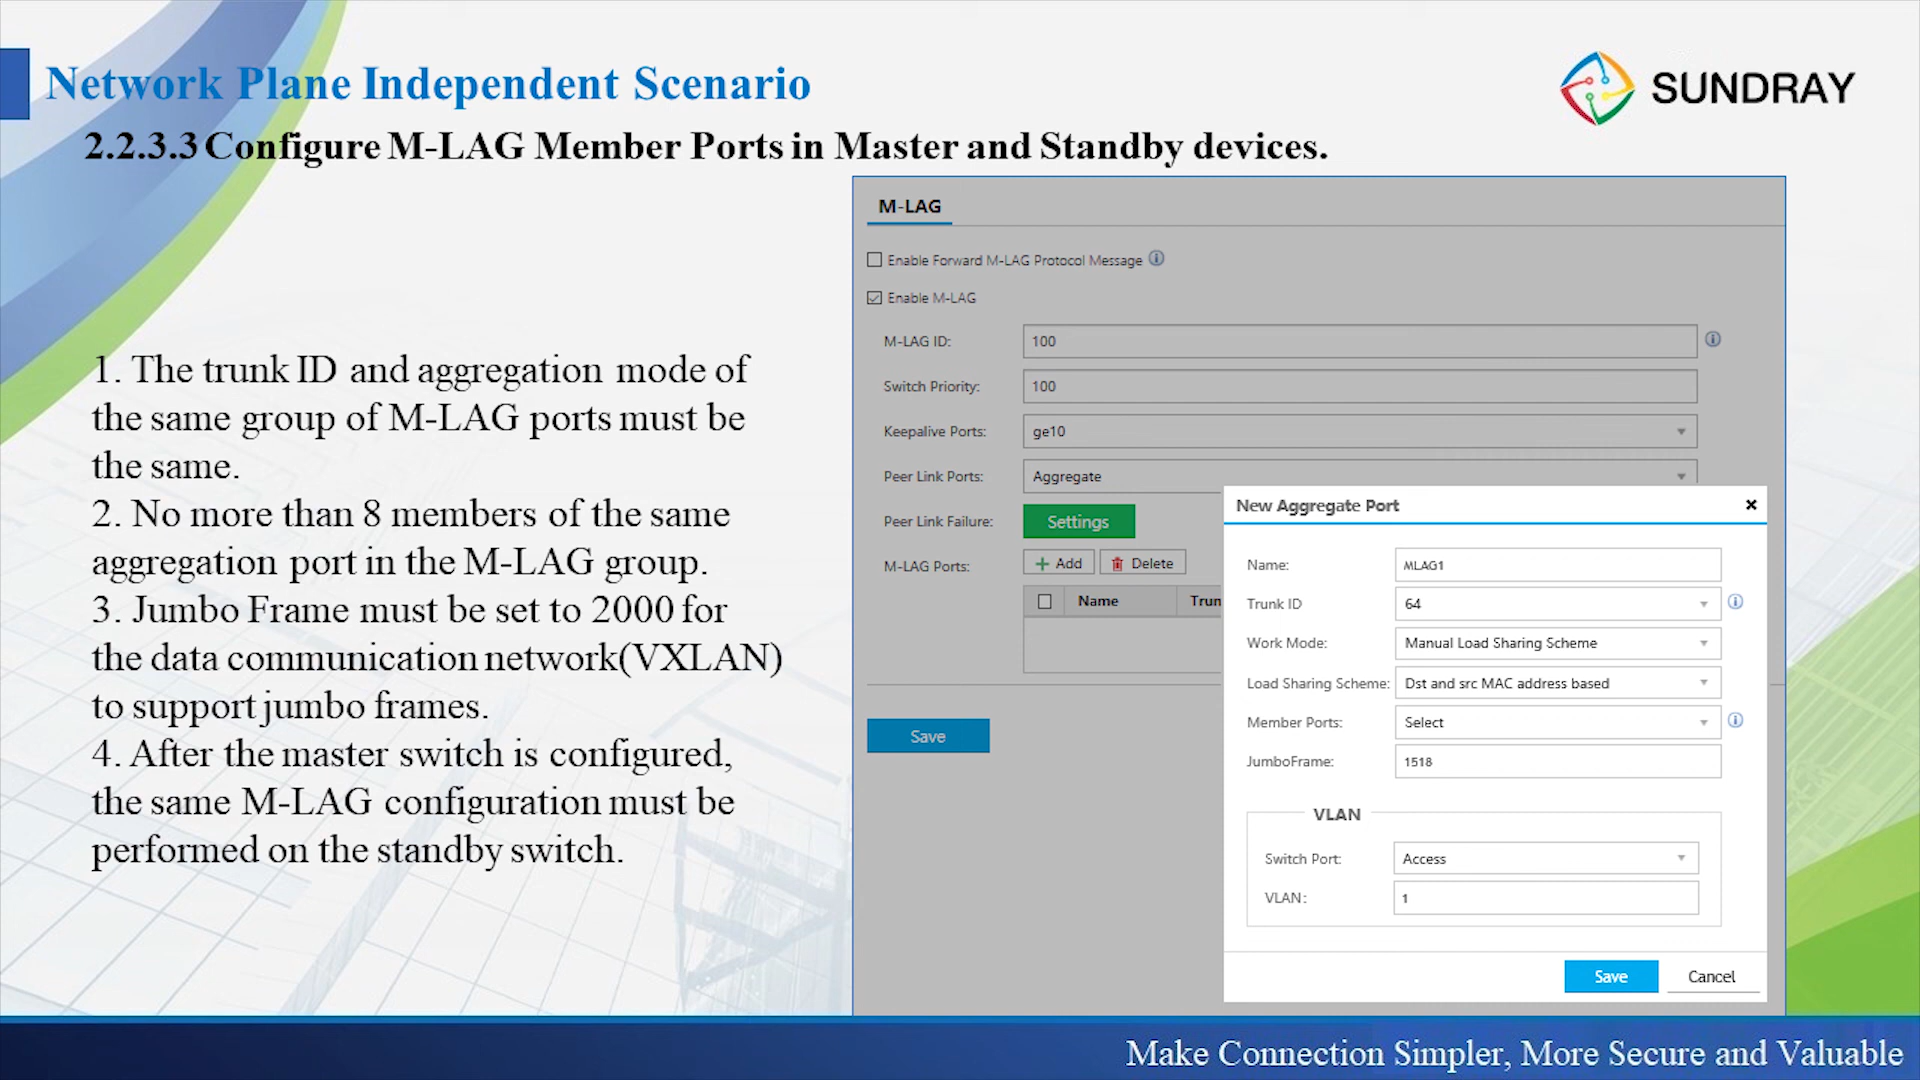 Network Plane Independent Scenario
SUNDRAY
2.2.3.3 Configure M-LAG Member Ports in Master and Standby devices.
1. The trunk ID and aggregation mode of
the same group of M-LAG ports must be
the same.
2. No more than 8 members of the same
aggregation port in the M-LAG group.
3. Jumbo Frame must be set to 2000 for
the data communication network(VXLAN)
to support jumbo frames.
4. After the master switch is configured,
the same M-LAG configuration must be
performed on the standby switch.
M-LAG
Enable Forward M-LAG Protocol Message
Enable M-LAG
M-LAG ID: 100
Switch Priority: 100
Keepalive Ports: ge10
Peer Link Ports: Aggregate
Peer Link Failure: Settings
M-LAG Ports: Add Delete
Name Trun
Save
New Aggregate Port
Name: MLAG1
Trunk ID 64
Work Mode: Manual Load Sharing Scheme
Load Sharing Scheme: Dst and src MAC address based
Member Ports: Select
JumboFrame: 1518
VLAN
Switch Port: Access
VLAN: 1
Save Cancel
Make Connection Simpler, More Secure and Valuable